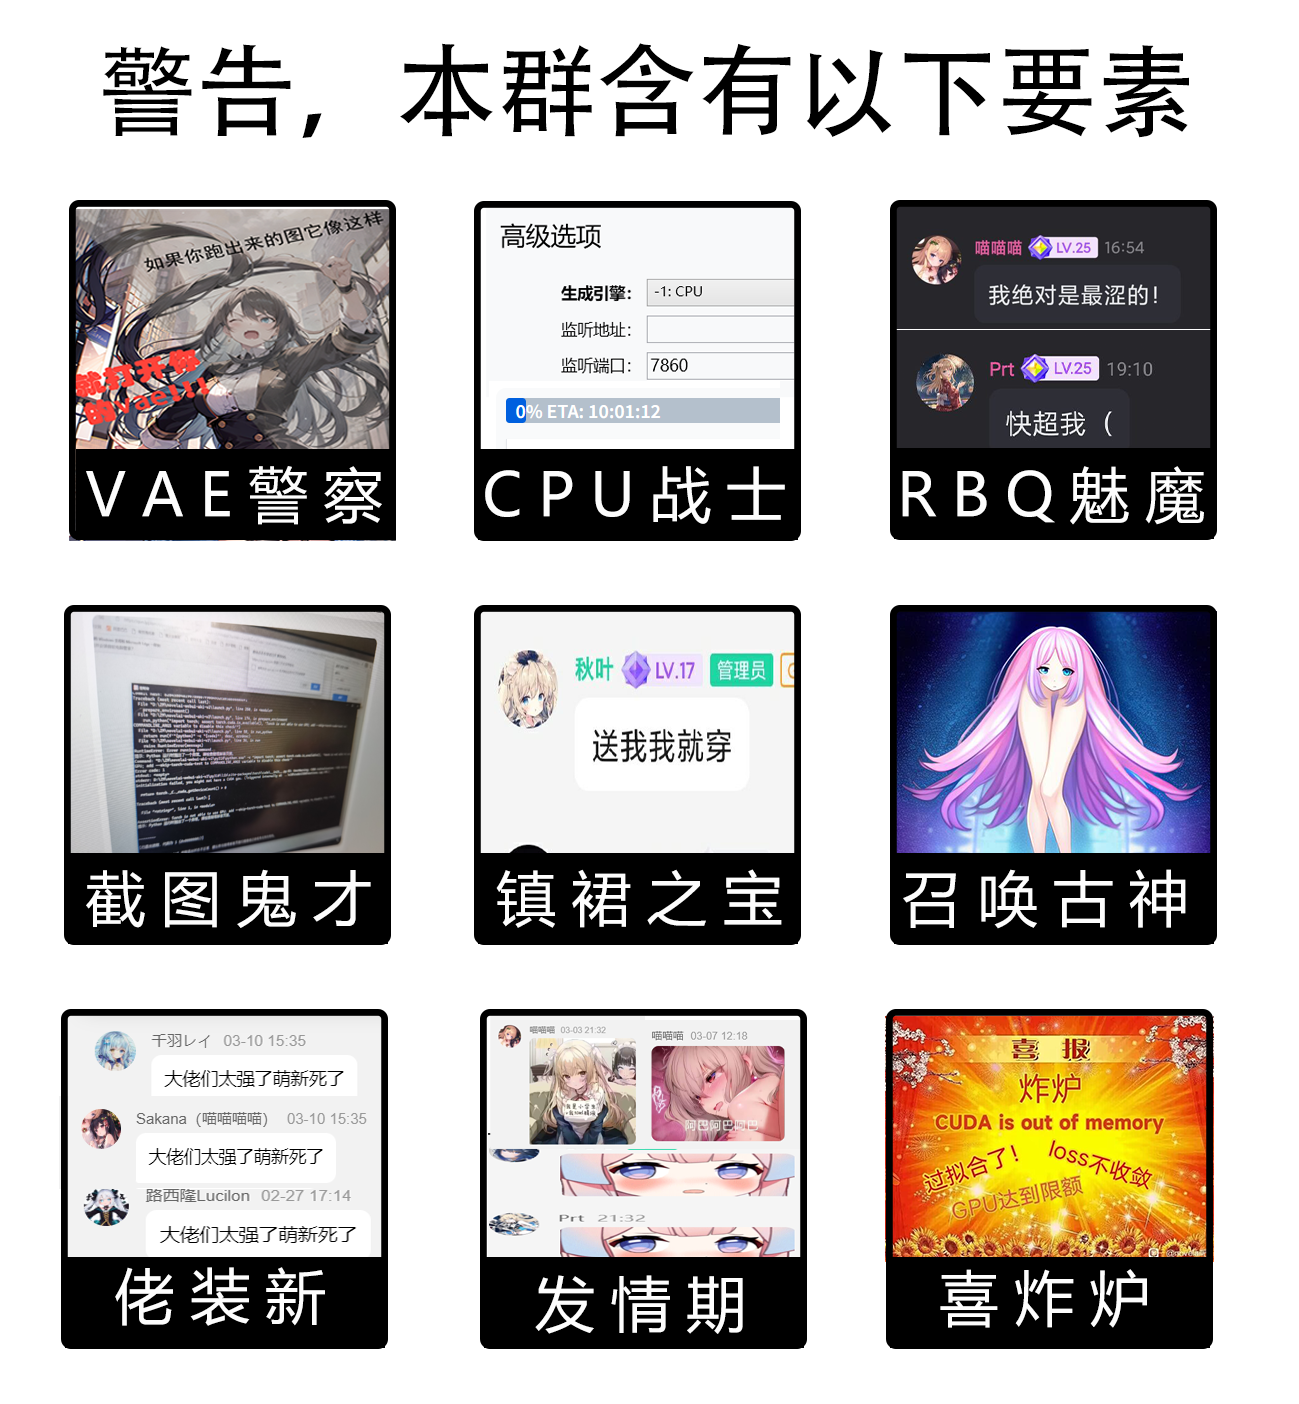 警告，本群含有以下要素
如果你跑出来的图它像这样
就打开你
的vae!!!
VAE警察
高级选项
生成引擎： -1: CPU
监听地址：
监听端口： 7860
0% ETA: 10:01:12
CPU战士
喵喵喵 LV.25 16:54
我绝对是最涩的！
Prt LV.25 19:10
快超我（
RBQ魅魔
截图鬼才
秋叶 LV.17 管理员
送我我就穿
镇裙之宝
召唤古神
千羽レイ 03-10 15:35
大佬们太强了萌新死了
Sakana（喵喵喵喵） 03-10 15:35
大佬们太强了萌新死了
路西隆Lucilon 02-27 17:14
大佬们太强了萌新死了
佬装新
喵喵喵 03-03 21:32
喵喵喵 03-07 12:18
阿巴阿巴阿巴
Prt 21:32
发情期
喜报
炸炉
CUDA is out of memory
过拟合了！
loss不收敛
GPU达到限额
喜炸炉